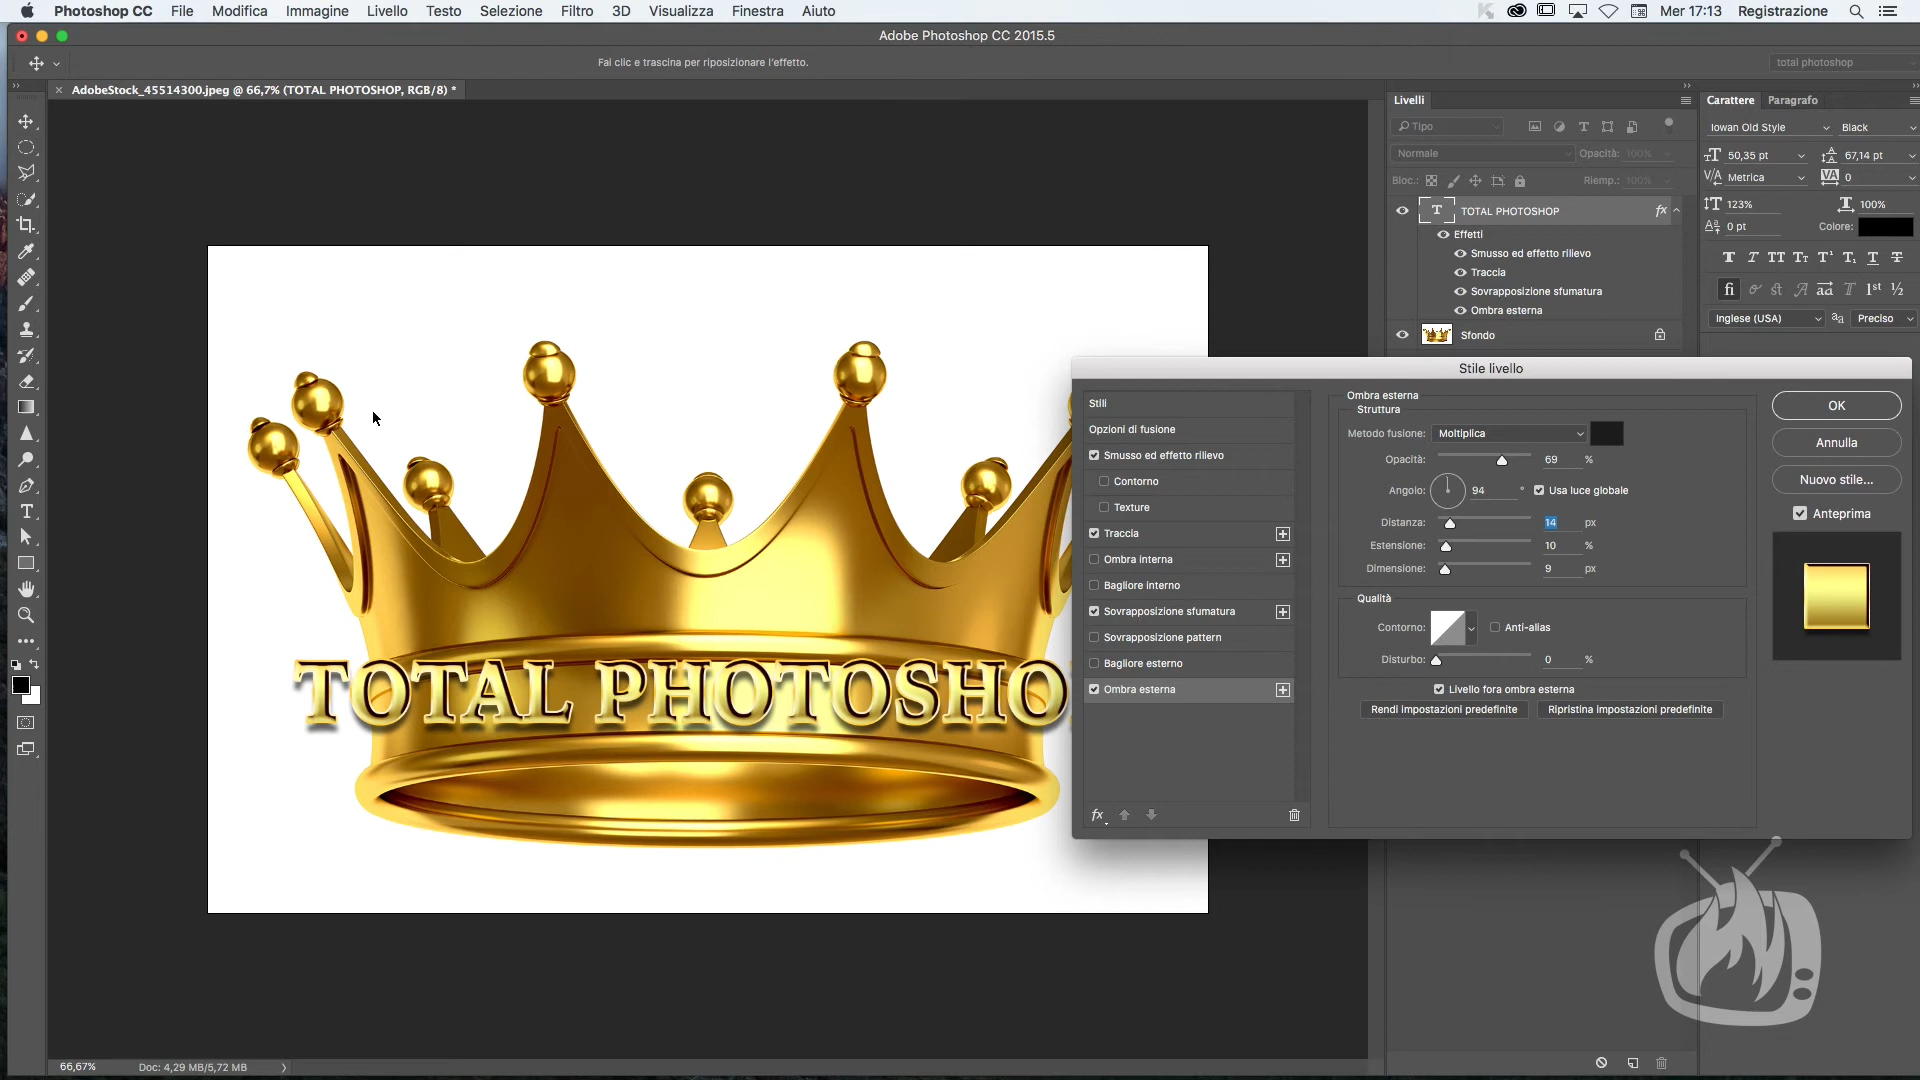 Photoshop CC File Modifica Immagine Livello Testo Selezione Filtro 3D Visualizza Finestra Aiuto Mer 17:13 Registrazione
Adobe Photoshop CC 2015.5
Fai clic e trascina per riposizionare l'effetto.
total photoshop
AdobeStock_45514300.jpeg @ 66,7% (TOTAL PHOTOSHOP, RGB/8) *
Livelli
Tipo
Normale Opacità: 100%
Bloc.: Riemp.: 100%
TOTAL PHOTOSHOP fx
Effetti
Smusso ed effetto rilievo
Traccia
Sovrapposizione sfumatura
Ombra esterna
Sfondo
Carattere Paragrafo
Iowan Old Style Black
50,35 pt 67,14 pt
Metrica 0
123% 100%
0 pt Colore:
Inglese (USA) aa Preciso
TOTAL PHOTOSHO
Stile livello
Stili
Opzioni di fusione
Smusso ed effetto rilievo
Contorno
Texture
Traccia
Ombra interna
Bagliore interno
Sovrapposizione sfumatura
Sovrapposizione pattern
Bagliore esterno
Ombra esterna
fx
Ombra esterna
Struttura
Metodo fusione: Moltiplica
Opacità: 69 %
Angolo: 94 ° Usa luce globale
Distanza: 14 px
Estensione: 10 %
Dimensione: 9 px
Qualità
Contorno: Anti-alias
Disturbo: 0 %
Livello fora ombra esterna
Rendi impostazioni predefinite Ripristina impostazioni predefinite
OK
Annulla
Nuovo stile...
Anteprima
66,67% Doc: 4,29 MB/5,72 MB